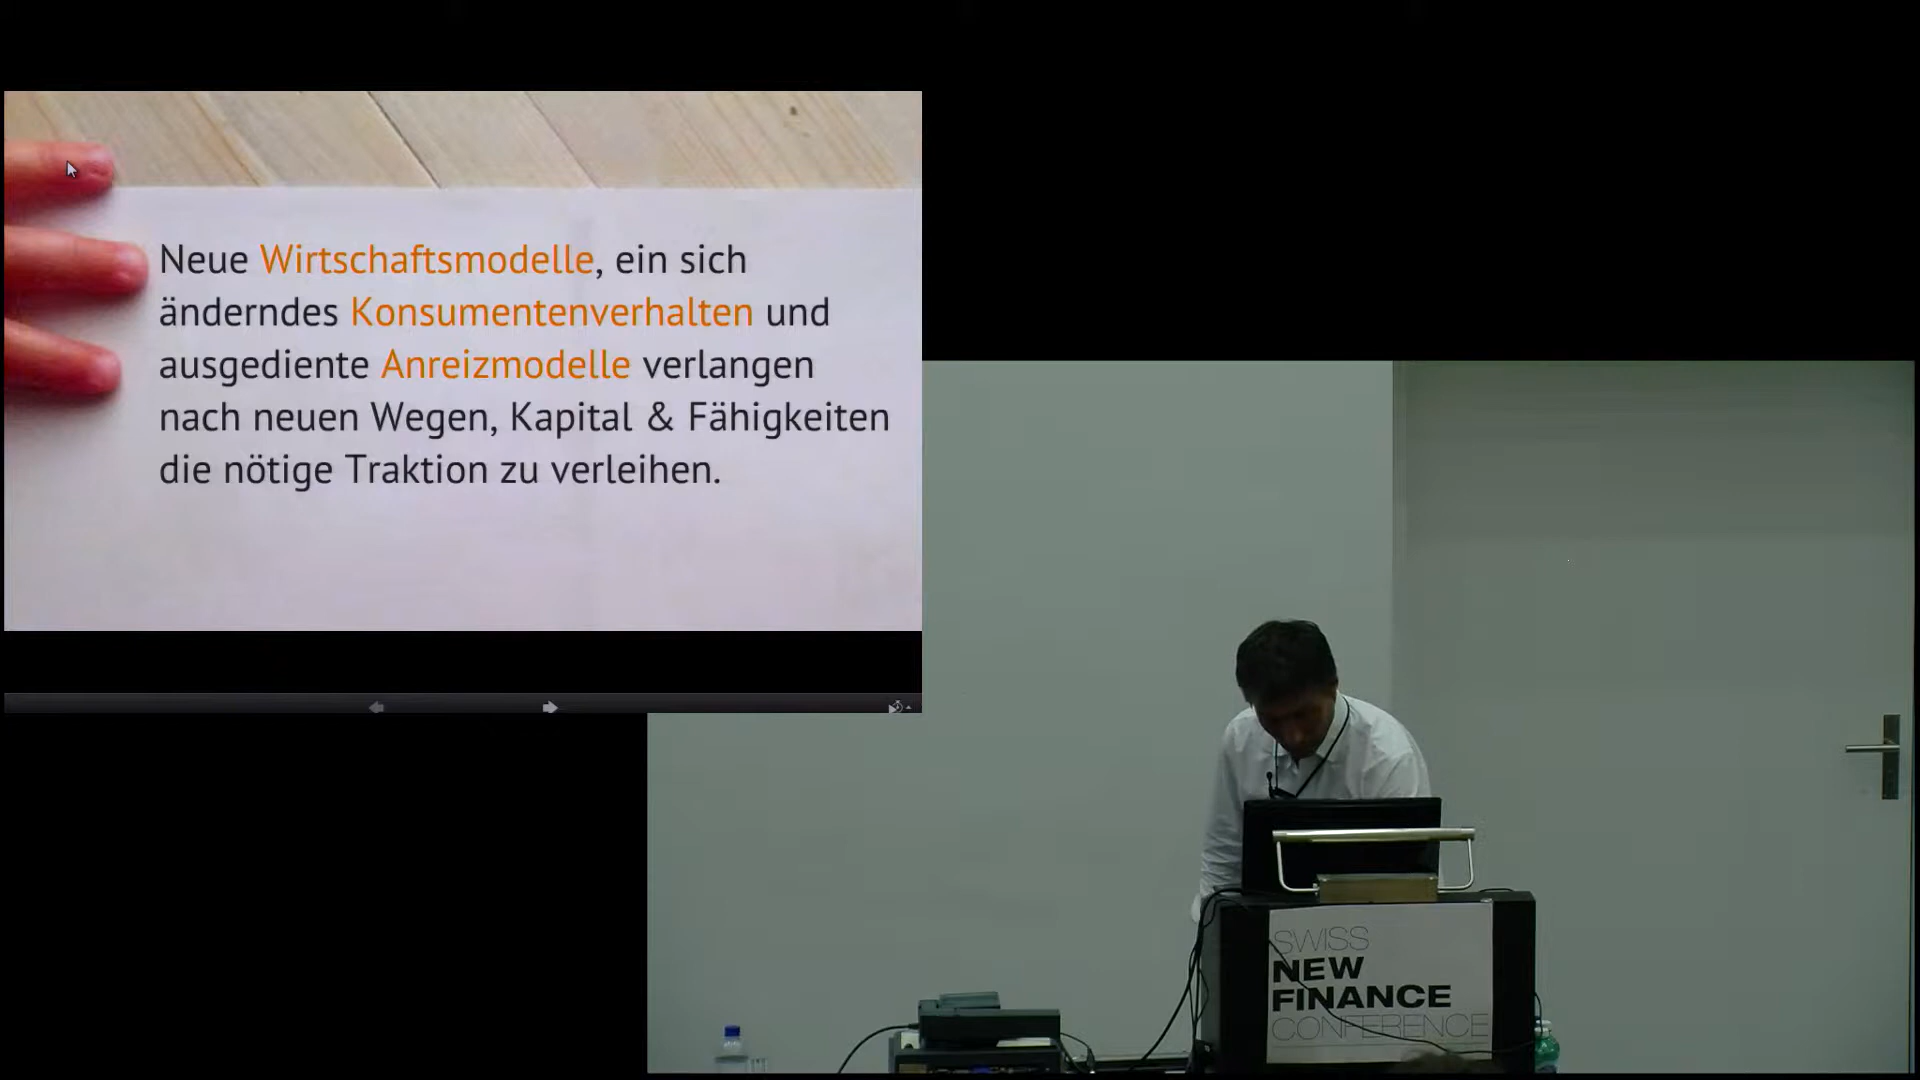 Neue Wirtschaftsmodelle, ein sich
änderndes Konsumentenverhalten und
ausgediente Anreizmodelle verlangen
nach neuen Wegen, Kapital & Fähigkeiten
die nötige Traktion zu verleihen.
SWISS
NEW
FINANCE
CONFERENCE